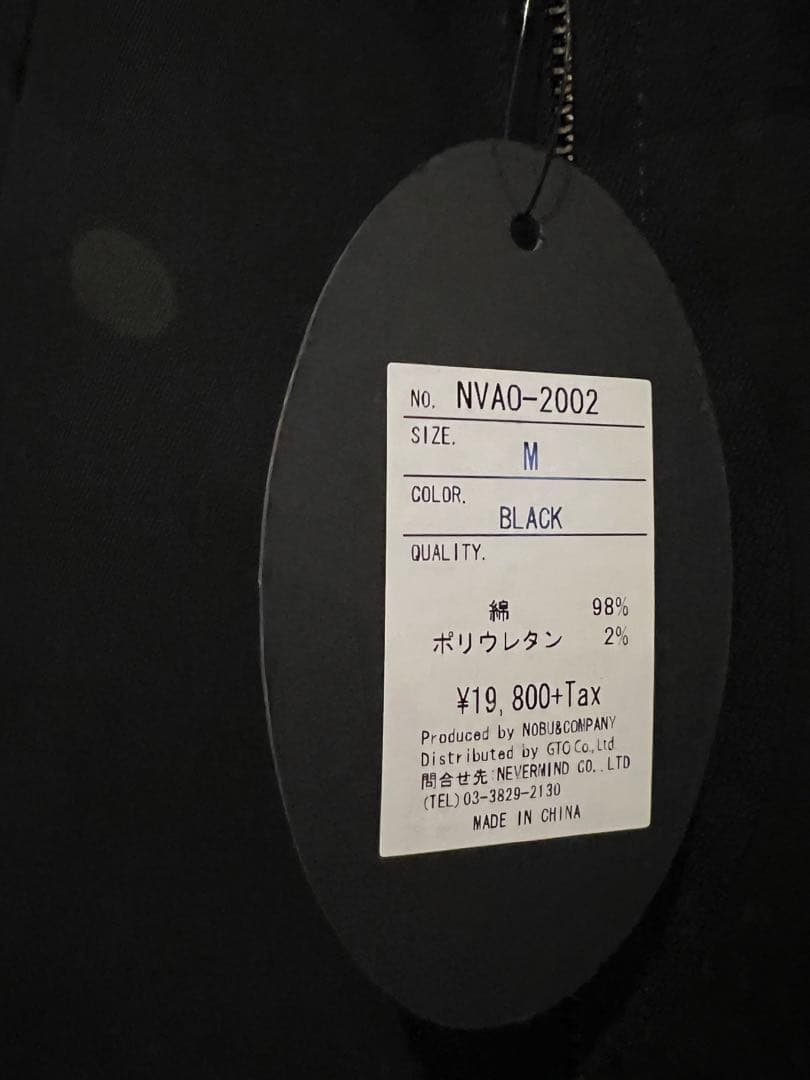 NO. NVAO-2002
SIZE.
M
COLOR.
BLACK
QUALITY.
綿 98%
ポリウレタン 2%
¥19,800+Tax
Produced by NOBU&COMPANY
Distributed by GTO Co.,Ltd
問合せ先:NEVERMIND CO.,LTD
(TEL)03-3829-2130
MADE IN CHINA